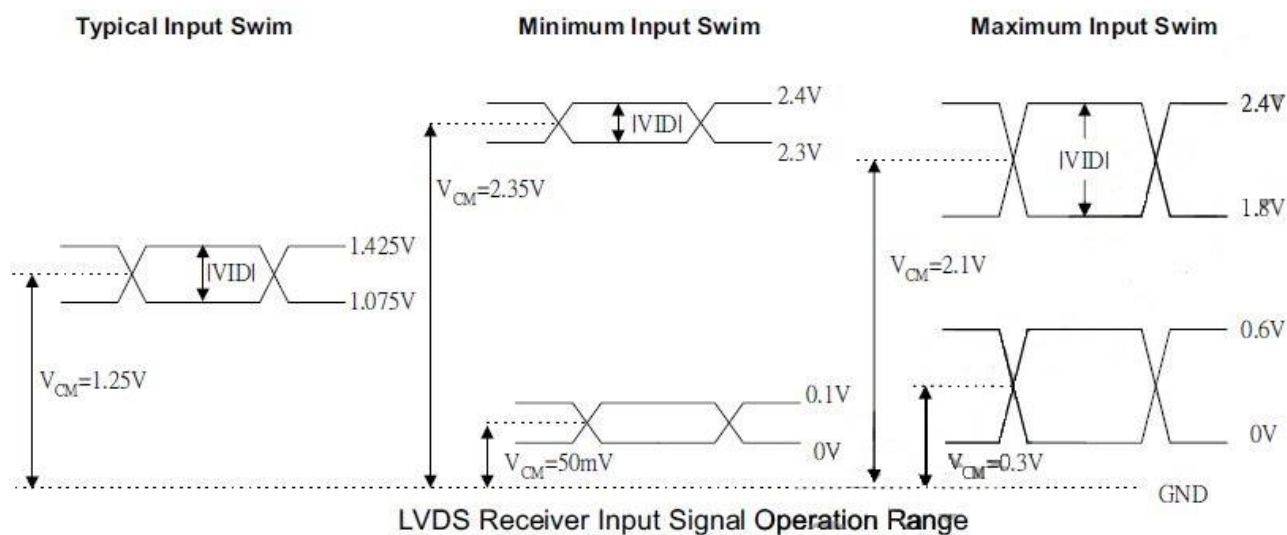 Typical Input Swim
Minimum Input Swim
Maximum Input Swim
2.4V
|VID|
2.3V
V_CM=2.35V
2.4V
|VID|
1.8V
V_CM=2.1V
1.425V
|VID|
1.075V
V_CM=1.25V
0.1V
0V
V_CM=50mV
0.6V
0V
V_CM=0.3V
GND
LVDS Receiver Input Signal Operation Range